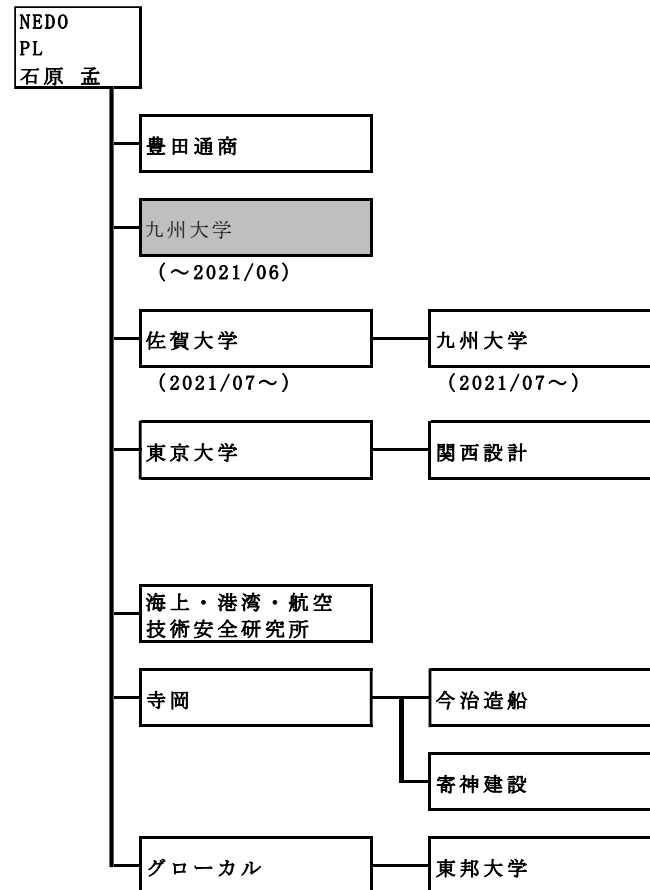 NEDO
PL
石原 孟
豊田通商
九州大学
(～2021/06)
佐賀大学
九州大学
(2021/07～)
(2021/07～)
東京大学
関西設計
海上・港湾・航空
技術安全研究所
寺岡
今治造船
寄神建設
グローカル
東邦大学